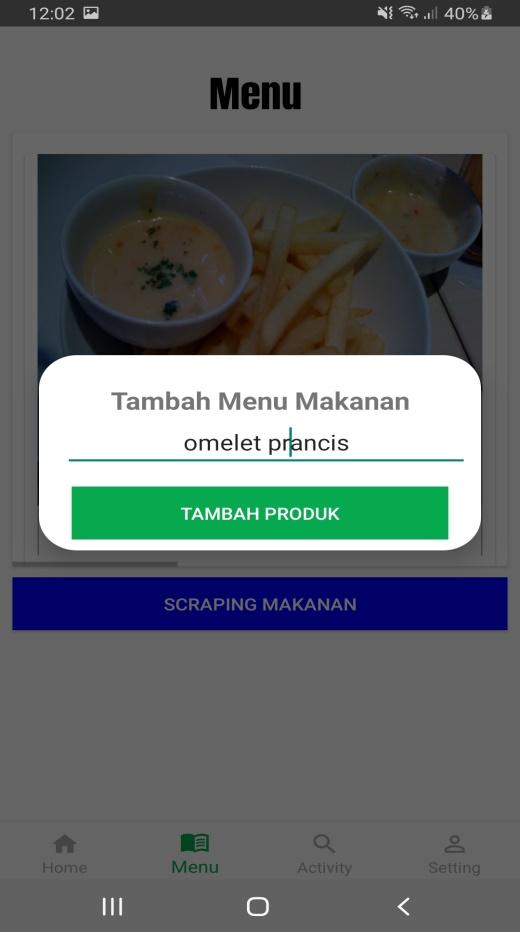 12:02 40%
Menu
Tambah Menu Makanan
omelet prancis
TAMBAH PRODUK
SCRAPING MAKANAN
Home Menu Activity Setting